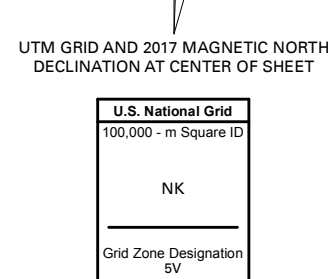 UTM GRID AND 2017 MAGNETIC NORTH
DECLINATION AT CENTER OF SHEET
U.S. National Grid
100,000 - m Square ID
NK
Grid Zone Designation
5V